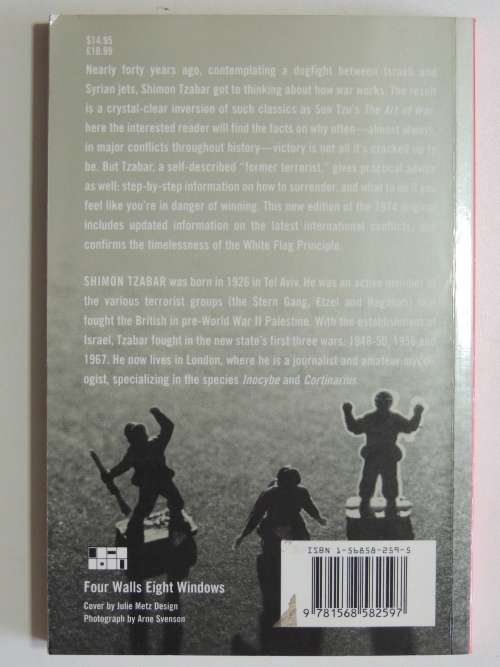 $14.95
£10.99
Nearly forty years ago, contemplating a dogfight between Israeli and
Syrian jets, Shimon Tzabar got to thinking about how war works. The result
is a crystal-clear inversion of such classics as Sun Tzu's The Art of War
here the interested reader will find the facts on why often—almost always,
in major conflicts throughout history—victory is not all it's cracked up to
be. But Tzabar, a self-described "former terrorist," gives practical advice
as well: step-by-step information on how to surrender, and what to do if you
feel like you're in danger of winning. This new edition of the 1974 original
includes updated information on the latest international conflicts, and
confirms the timelessness of the White Flag Principle.
SHIMON TZABAR was born in 1926 in Tel Aviv. He was an active member of
the various terrorist groups (the Stern Gang, Etzel and Haganah) that
fought the British in pre-World War II Palestine. With the establishment of
Israel, Tzabar fought in the new state's first three wars: 1948-50, 1956 and
1967. He now lives in London, where he is a journalist and amateur mycol-
ogist, specializing in the species Inocybe and Cortinarius.
Four Walls Eight Windows
Cover by Julie Metz Design
Photograph by Arne Svenson
ISBN 1-56858-259-5
9 781568 582597